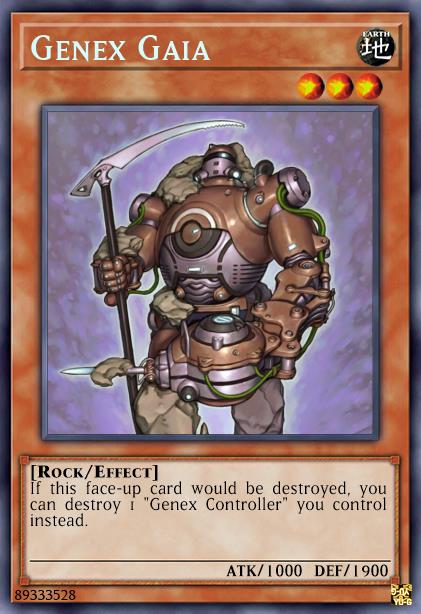 Genex Gaia
EARTH
地
[Rock/Effect]
If this face-up card would be destroyed, you
can destroy 1 "Genex Controller" you control
instead.
ATK/1000 DEF/1900
89333528